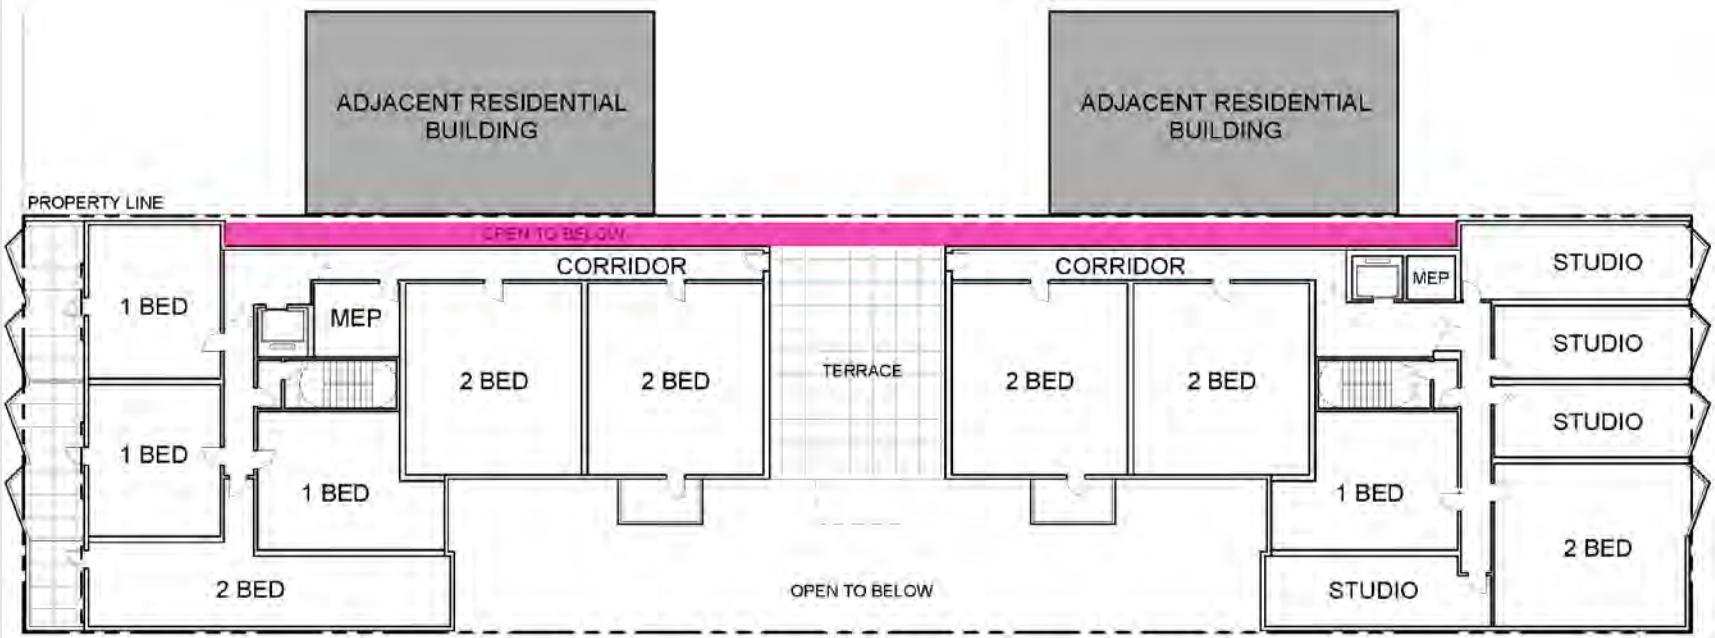 ADJACENT RESIDENTIAL
BUILDING
ADJACENT RESIDENTIAL
BUILDING
PROPERTY LINE
OPEN TO BELOW
CORRIDOR
CORRIDOR
STUDIO
MEP
1 BED
MEP
STUDIO
2 BED
2 BED
TERRACE
2 BED
2 BED
STUDIO
1 BED
1 BED
1 BED
2 BED
2 BED
OPEN TO BELOW
STUDIO